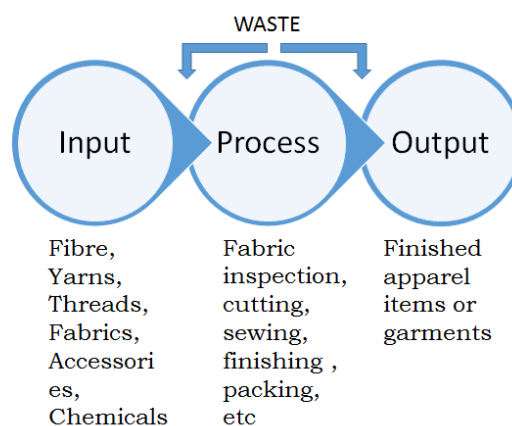 WASTE
Input
Process
Output
Fibre,
Yarns,
Threads,
Fabrics,
Accessori
es,
Chemicals
Fabric
inspection,
cutting,
sewing,
finishing ,
packing,
etc
Finished
apparel
items or
garments